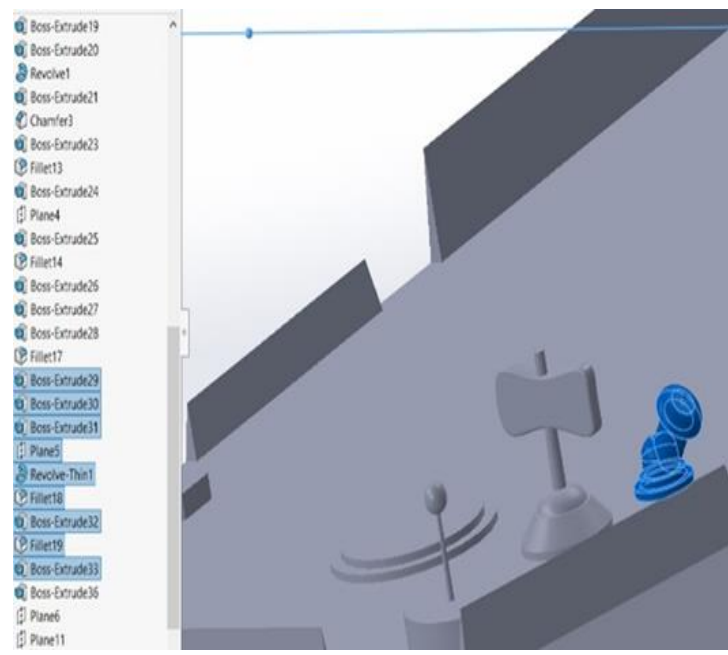 Boss-Extrude19
Boss-Extrude20
Revolve1
Boss-Extrude21
Chamfer3
Boss-Extrude23
Fillet13
Boss-Extrude24
Plane4
Boss-Extrude25
Fillet14
Boss-Extrude26
Boss-Extrude27
Boss-Extrude28
Fillet17
Boss-Extrude29
Boss-Extrude30
Boss-Extrude31
Plane5
Revolve-Thin1
Fillet18
Boss-Extrude32
Fillet19
Boss-Extrude33
Boss-Extrude36
Plane6
Plane11